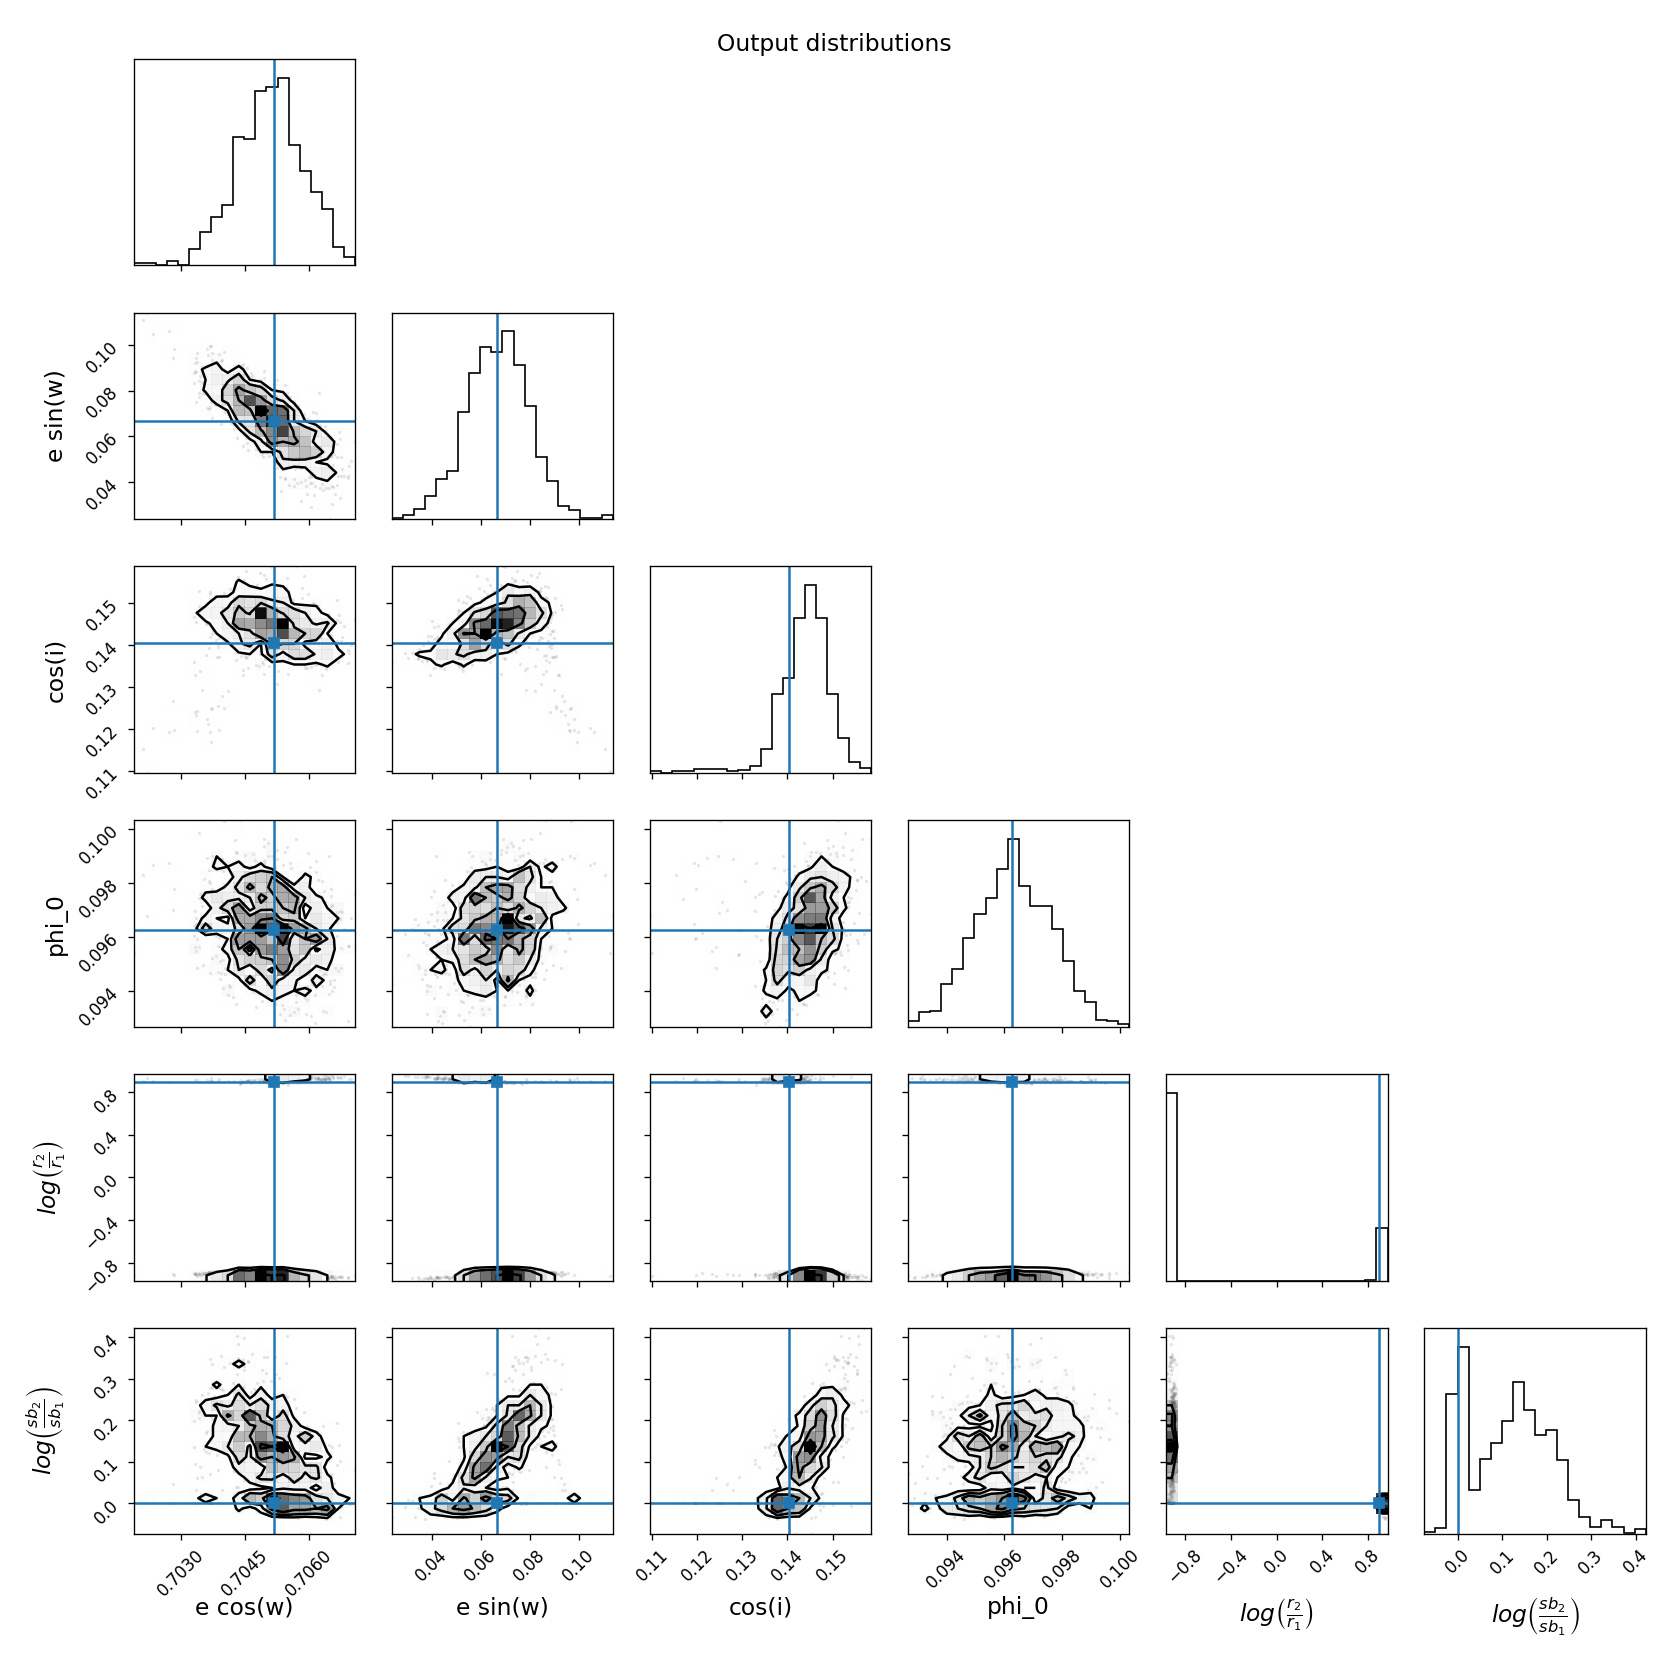 Output distributions
e sin(w)
0.10
0.08
0.06
0.04
cos(i)
0.15
0.14
0.13
0.12
0.11
phi_0
0.100
0.098
0.096
0.094
log(r2/r1)
0.8
0.4
0.0
−0.4
−0.8
log(sb2/sb1)
0.4
0.3
0.2
0.1
0.0
0.7030 0.7045 0.7060
0.04 0.06 0.08 0.10
0.11 0.12 0.13 0.14 0.15
0.094 0.096 0.098 0.100
−0.8 −0.4 0.0 0.4 0.8
0.0 0.1 0.2 0.3 0.4
e cos(w) e sin(w) cos(i) phi_0 log(r2/r1) log(sb2/sb1)